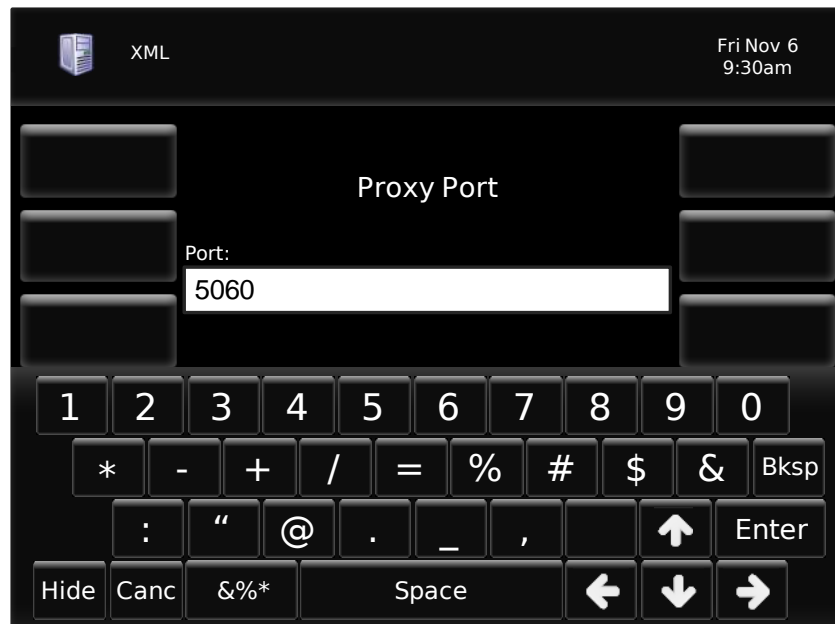 XML
Fri Nov 6
9:30am
Proxy Port
Port:
5060
1 2 3 4 5 6 7 8 9 0
* - + / = % # $ & Bksp
: “ @ . _ , Enter
Hide Canc &%* Space